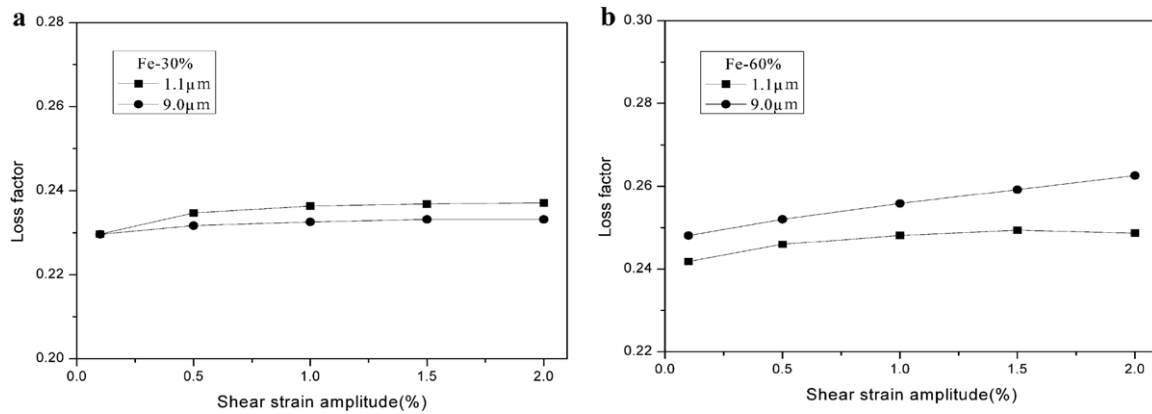 a
0.28
0.26
0.24
0.22
0.20
Loss factor
Fe-30%
1.1μm
9.0μm
0.0 0.5 1.0 1.5 2.0
Shear strain amplitude(%)
b
0.30
0.28
0.26
0.24
0.22
Loss factor
Fe-60%
1.1μm
9.0μm
0.0 0.5 1.0 1.5 2.0
Shear strain amplitude(%)